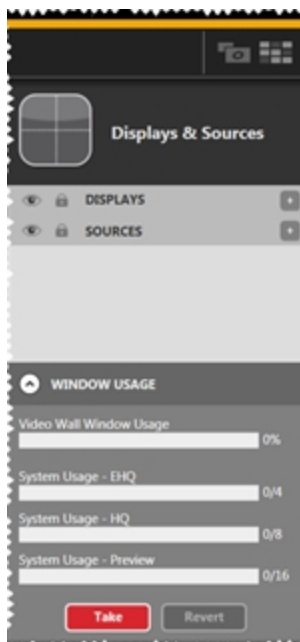 Displays & Sources
DISPLAYS
SOURCES
WINDOW USAGE
Video Wall Window Usage
0%
System Usage - EHQ
0/4
System Usage - HQ
0/8
System Usage - Preview
0/16
Take
Revert